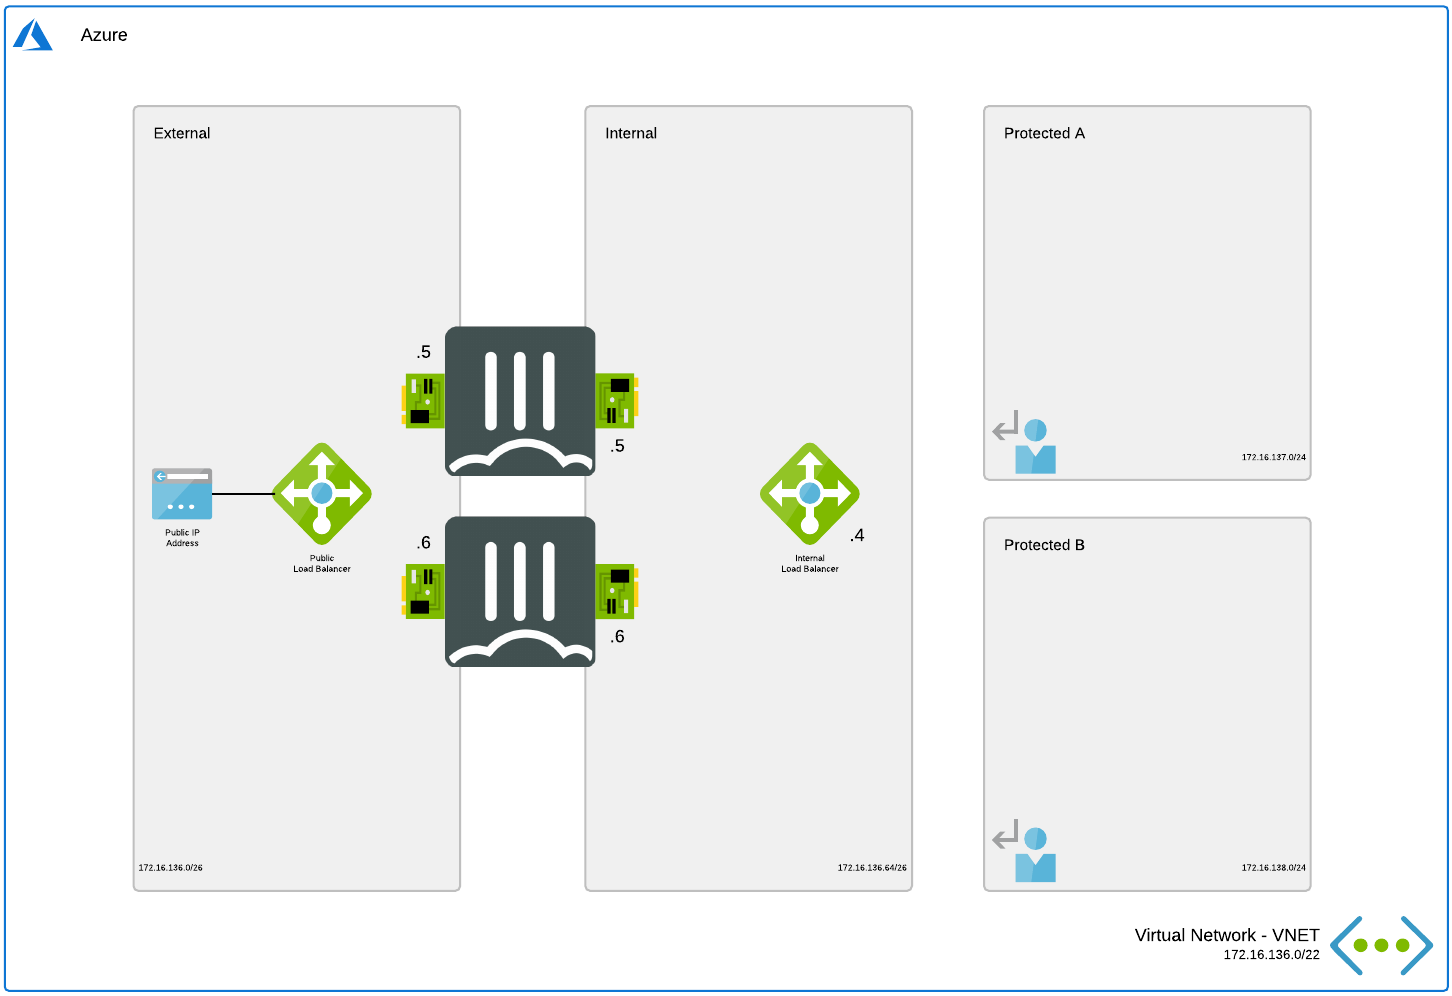 Azure
External
Internal
Protected A
.5
.5
172.16.137.0/24
Public IP
Address
.6
.4
Protected B
Public
Load Balancer
Internal
Load Balancer
.6
172.16.136.0/26
172.16.136.64/26
172.16.138.0/24
Virtual Network - VNET
172.16.136.0/22